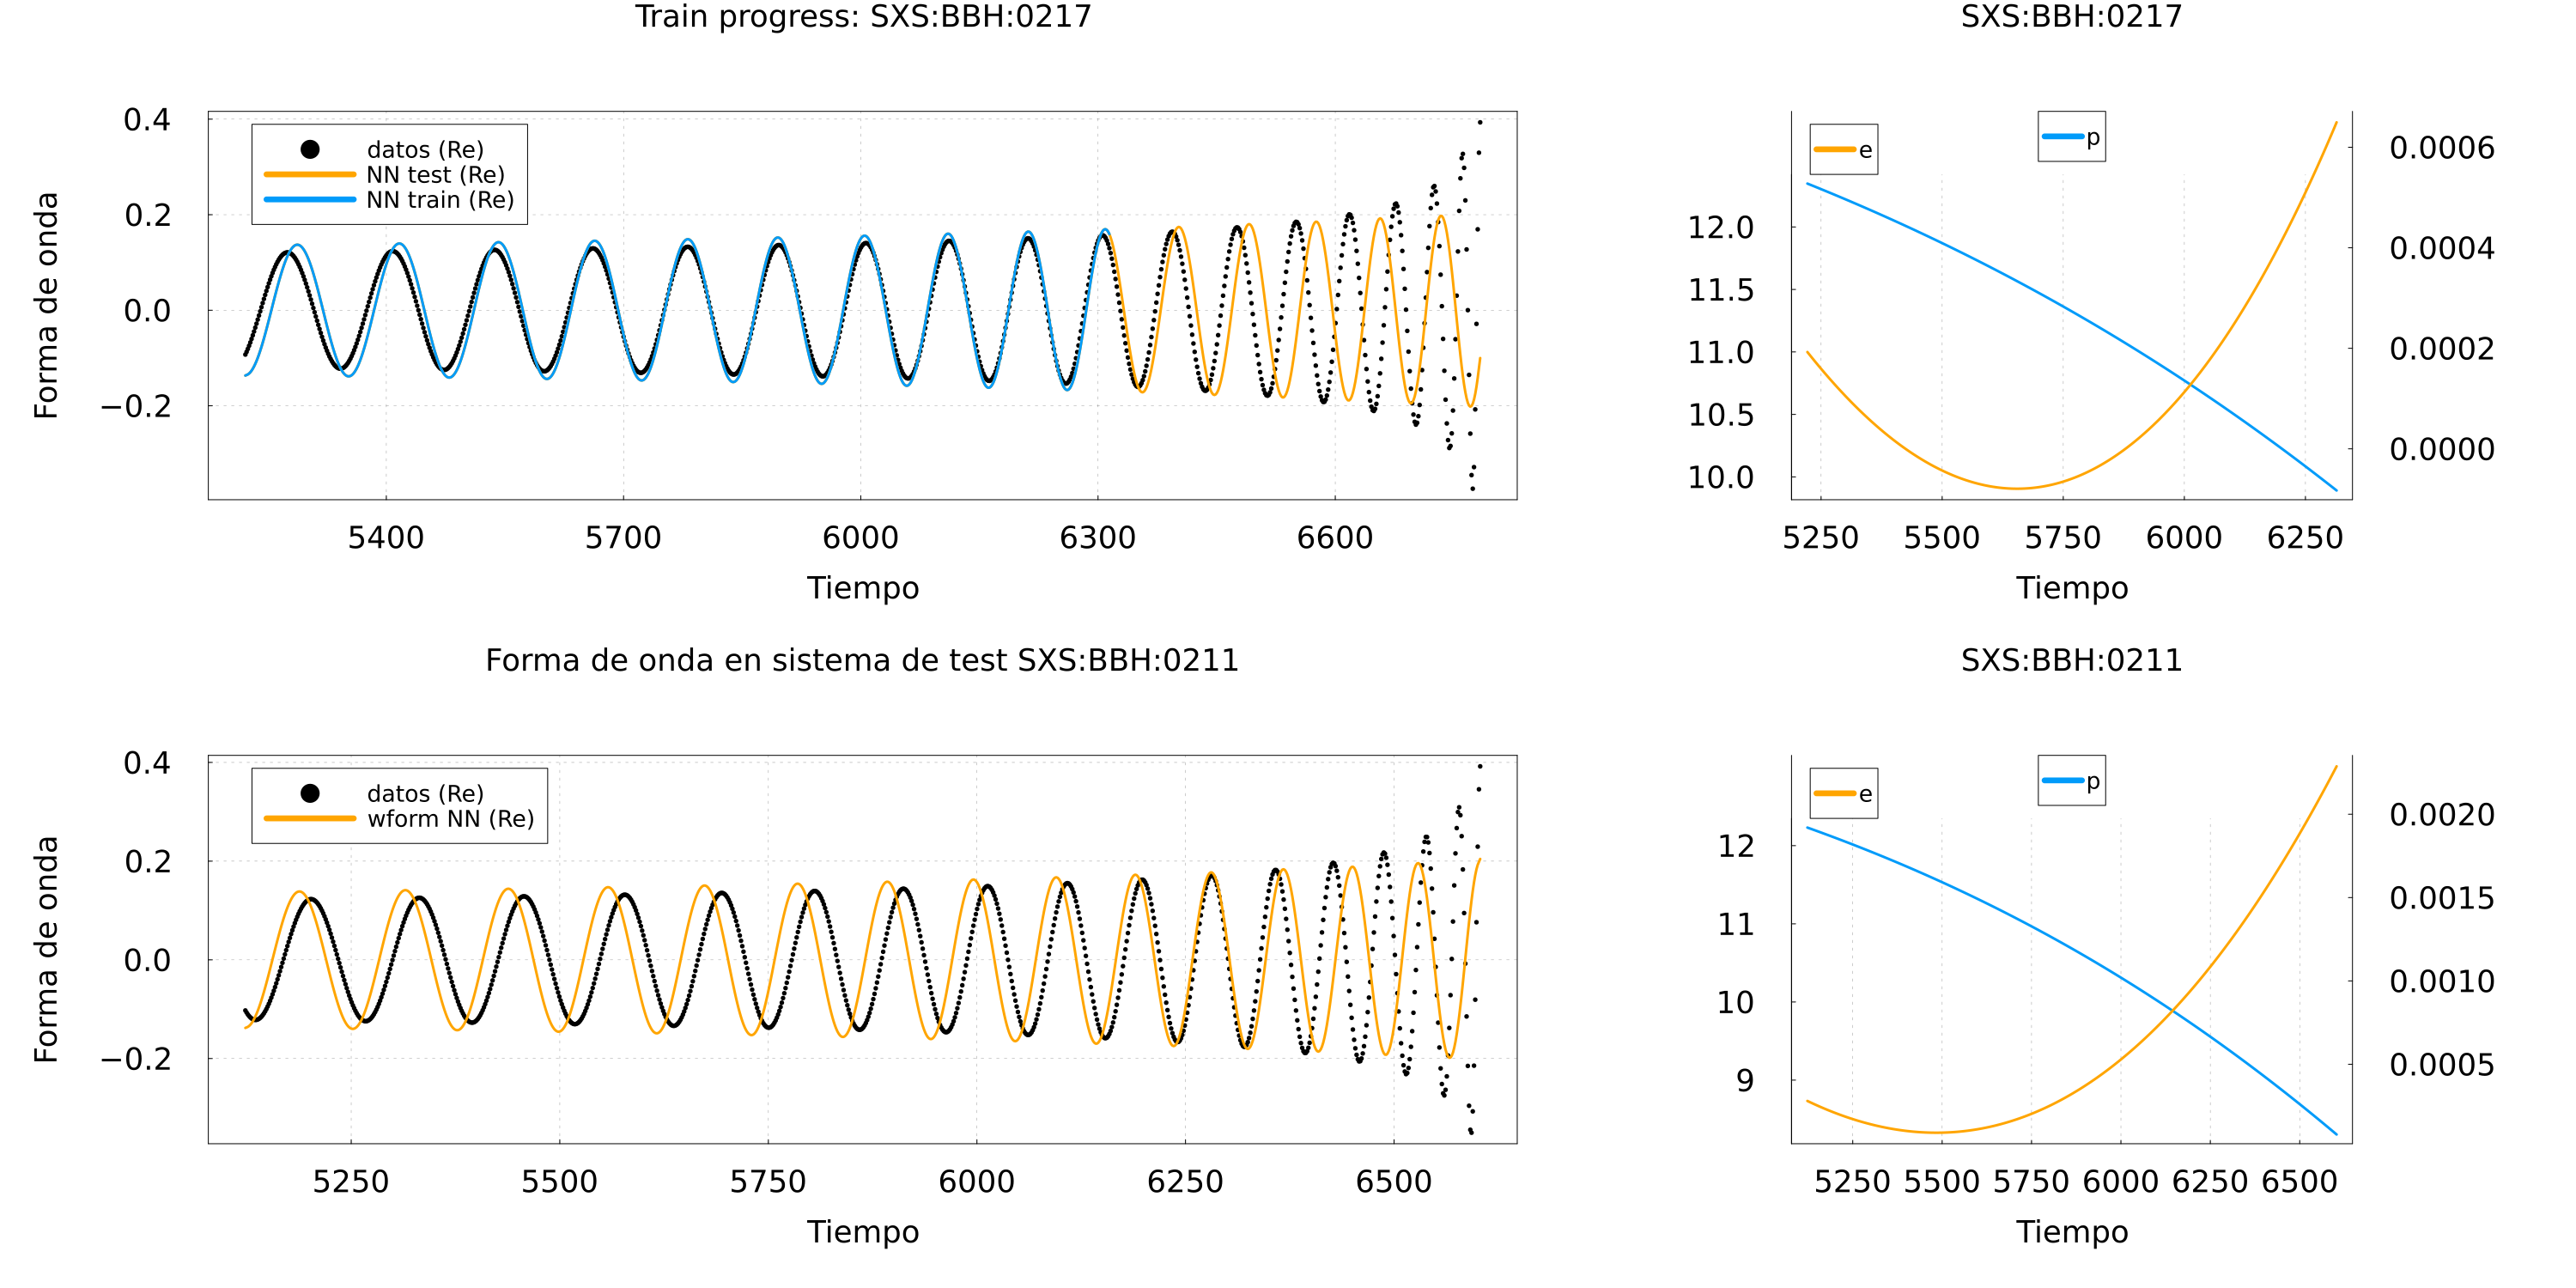 Train progress: SXS:BBH:0217
0.4
0.2
0.0
−0.2
Forma de onda
datos (Re)
NN test (Re)
NN train (Re)
5400 5700 6000 6300 6600
Tiempo
SXS:BBH:0217
e
p
12.0
11.5
11.0
10.5
10.0
0.0006
0.0004
0.0002
0.0000
5250 5500 5750 6000 6250
Tiempo
Forma de onda en sistema de test SXS:BBH:0211
0.4
0.2
0.0
−0.2
Forma de onda
datos (Re)
wform NN (Re)
5250 5500 5750 6000 6250 6500
Tiempo
SXS:BBH:0211
e
p
12
11
10
9
0.0020
0.0015
0.0010
0.0005
5250 5500 5750 6000 6250 6500
Tiempo